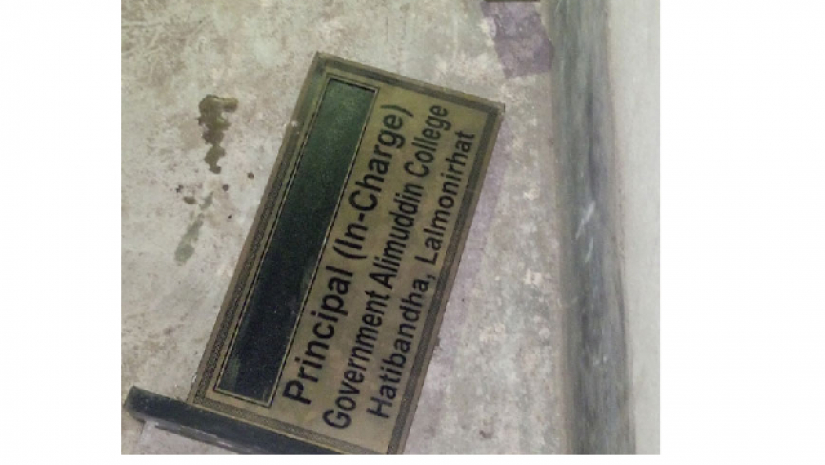 Principal (In-Charge)
Government Alimuddin College
Hatibandha, Lalmonirhat